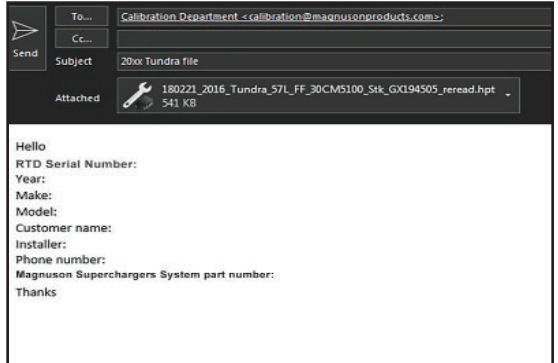 To...
Calibration Department <calibration@magnusonproducts.com>;
Cc...
Send
Subject
20xx Tundra file
Attached
180221_2016_Tundra_57L_FF_30CM5100_Stk_GX194505_reread.hpt
541 KB
Hello
RTD Serial Number:
Year:
Make:
Model:
Customer name:
Installer:
Phone number:
Magnuson Superchargers System part number:
Thanks